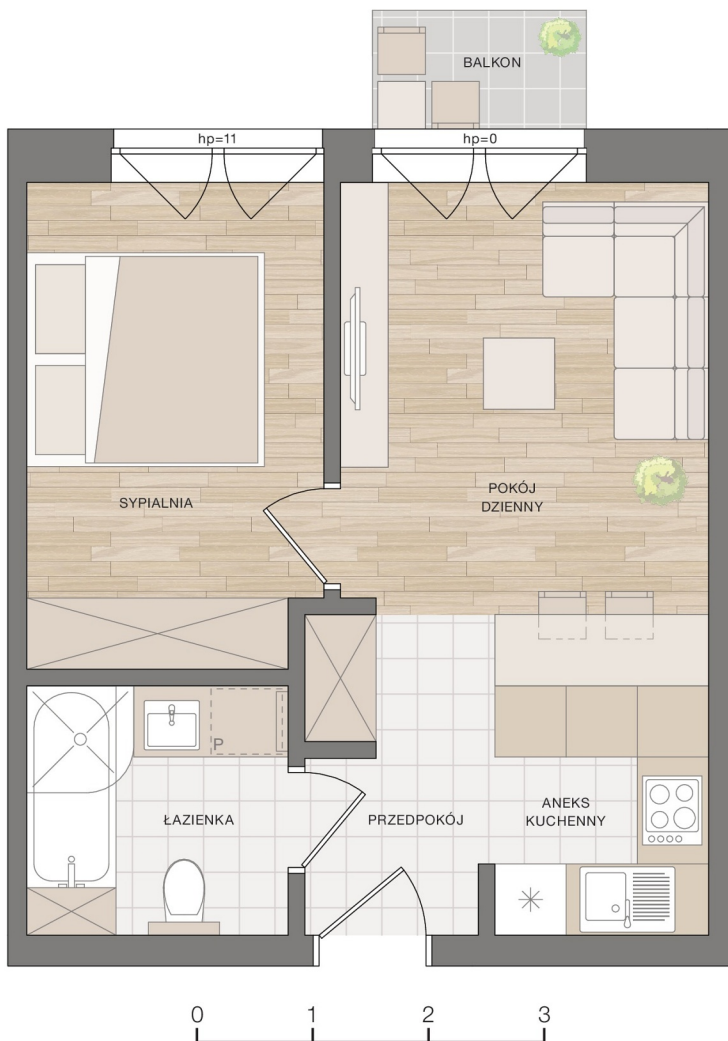 BALKON
hp=11
hp=0
SYPIALNIA
POKÓJ
DZIENNY
P
ŁAZIENKA
PRZEDPOKÓJ
ANEKS
KUCHENNY
0 1 2 3